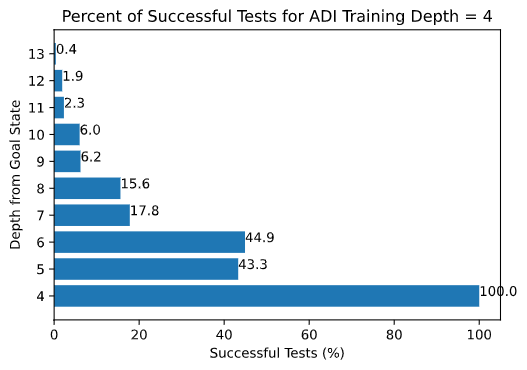 Percent of Successful Tests for ADI Training Depth = 4
Depth from Goal State
13 0.4
12 1.9
11 2.3
10 6.0
9 6.2
8 15.6
7 17.8
6 44.9
5 43.3
4 100.0
0 20 40 60 80 100
Successful Tests (%)